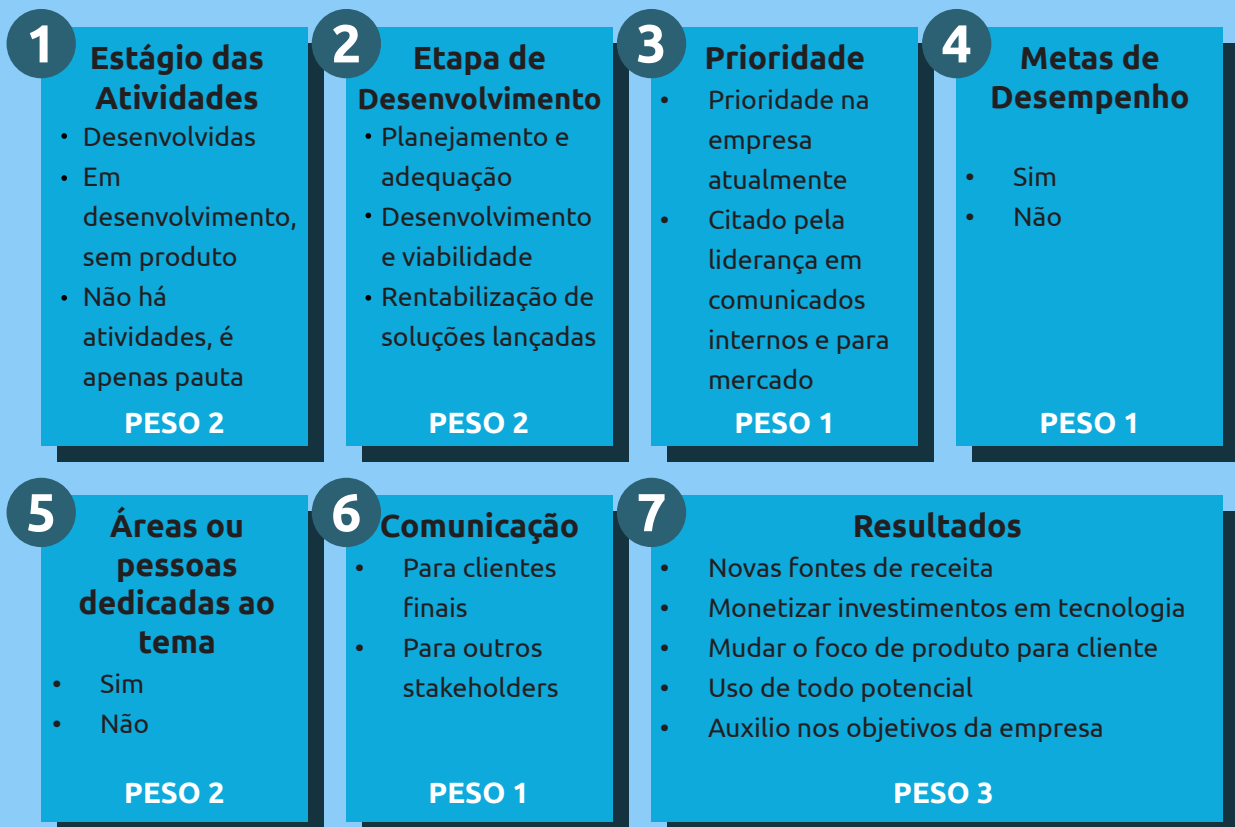 1
Estágio das
Atividades
• Desenvolvidas
• Em
desenvolvimento,
sem produto
• Não há
atividades, é
apenas pauta
PESO 2
2
Etapa de
Desenvolvimento
• Planejamento e
adequação
• Desenvolvimento
e viabilidade
• Rentabilização de
soluções lançadas
PESO 2
3
Prioridade
• Prioridade na
empresa
atualmente
• Citado pela
liderança em
comunicados
internos e para
mercado
PESO 1
4
Metas de
Desempenho
• Sim
• Não
PESO 1
5
Áreas ou
pessoas
dedicadas ao
tema
• Sim
• Não
PESO 2
6
Comunicação
• Para clientes
finais
• Para outros
stakeholders
PESO 1
7
Resultados
• Novas fontes de receita
• Monetizar investimentos em tecnologia
• Mudar o foco de produto para cliente
• Uso de todo potencial
• Auxilio nos objetivos da empresa
PESO 3